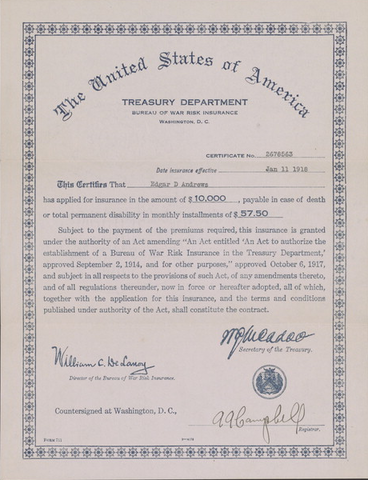 The United States of America
TREASURY DEPARTMENT
BUREAU OF WAR RISK INSURANCE
WASHINGTON, D. C.
CERTIFICATE No. 2676563
Date insurance effective Jan 11 1918
This Certifies That Edgar D Andrews
has applied for insurance in the amount of $10,000, payable in case of death
or total permanent disability in monthly installments of $57.50
Subject to the payment of the premiums required, this insurance is granted
under the authority of an Act amending "An Act entitled 'An Act to authorize the
establishment of a Bureau of War Risk Insurance in the Treasury Department,'
approved September 2, 1914, and for other purposes," approved October 6, 1917,
and subject in all respects to the provisions of such Act, of any amendments thereto,
and of all regulations thereunder, now in force or hereafter adopted, all of which,
together with the application for this insurance, and the terms and conditions
published under authority of the Act, shall constitute the contract.
W G McAdoo
Secretary of the Treasury.
William C. De Lanoy
Director of the Bureau of War Risk Insurance.
Countersigned at Washington, D. C.,
Campbell
Registrar.